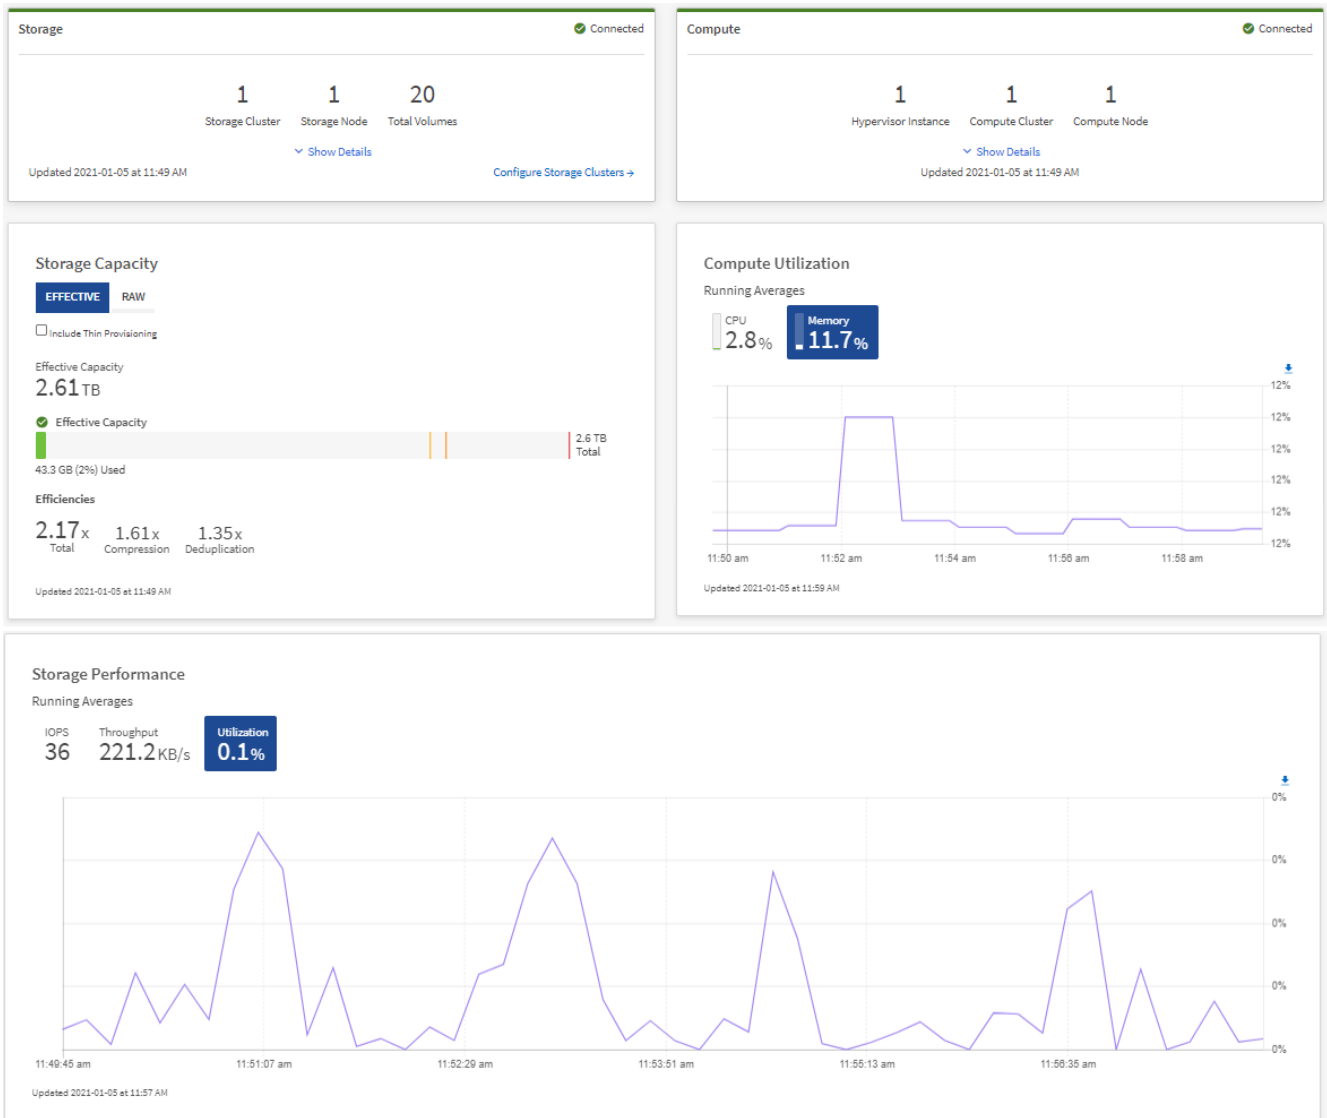 Storage
Connected
1 1 20
Storage Cluster Storage Node Total Volumes
Show Details
Updated 2021-01-05 at 11:49 AM
Configure Storage Clusters →
Compute
Connected
1 1 1
Hypervisor Instance Compute Cluster Compute Node
Show Details
Updated 2021-01-05 at 11:49 AM
Storage Capacity
EFFECTIVE RAW
Include Thin Provisioning
Effective Capacity
2.61 TB
Effective Capacity
2.6 TB
Total
43.3 GB (2%) Used
Efficiencies
2.17x 1.61x 1.35x
Total Compression Deduplication
Updated 2021-01-05 at 11:49 AM
Compute Utilization
Running Averages
CPU
2.8%
Memory
11.7%
12%
12%
12%
12%
12%
12%
11:50 am 11:52 am 11:54 am 11:56 am 11:58 am
Updated 2021-01-05 at 11:59 AM
Storage Performance
Running Averages
IOPS
36
Throughput
221.2 KB/s
Utilization
0.1%
0%
0%
0%
0%
0%
11:49:45 am 11:51:07 am 11:52:29 am 11:53:51 am 11:55:13 am 11:56:35 am
Updated 2021-01-05 at 11:57 AM